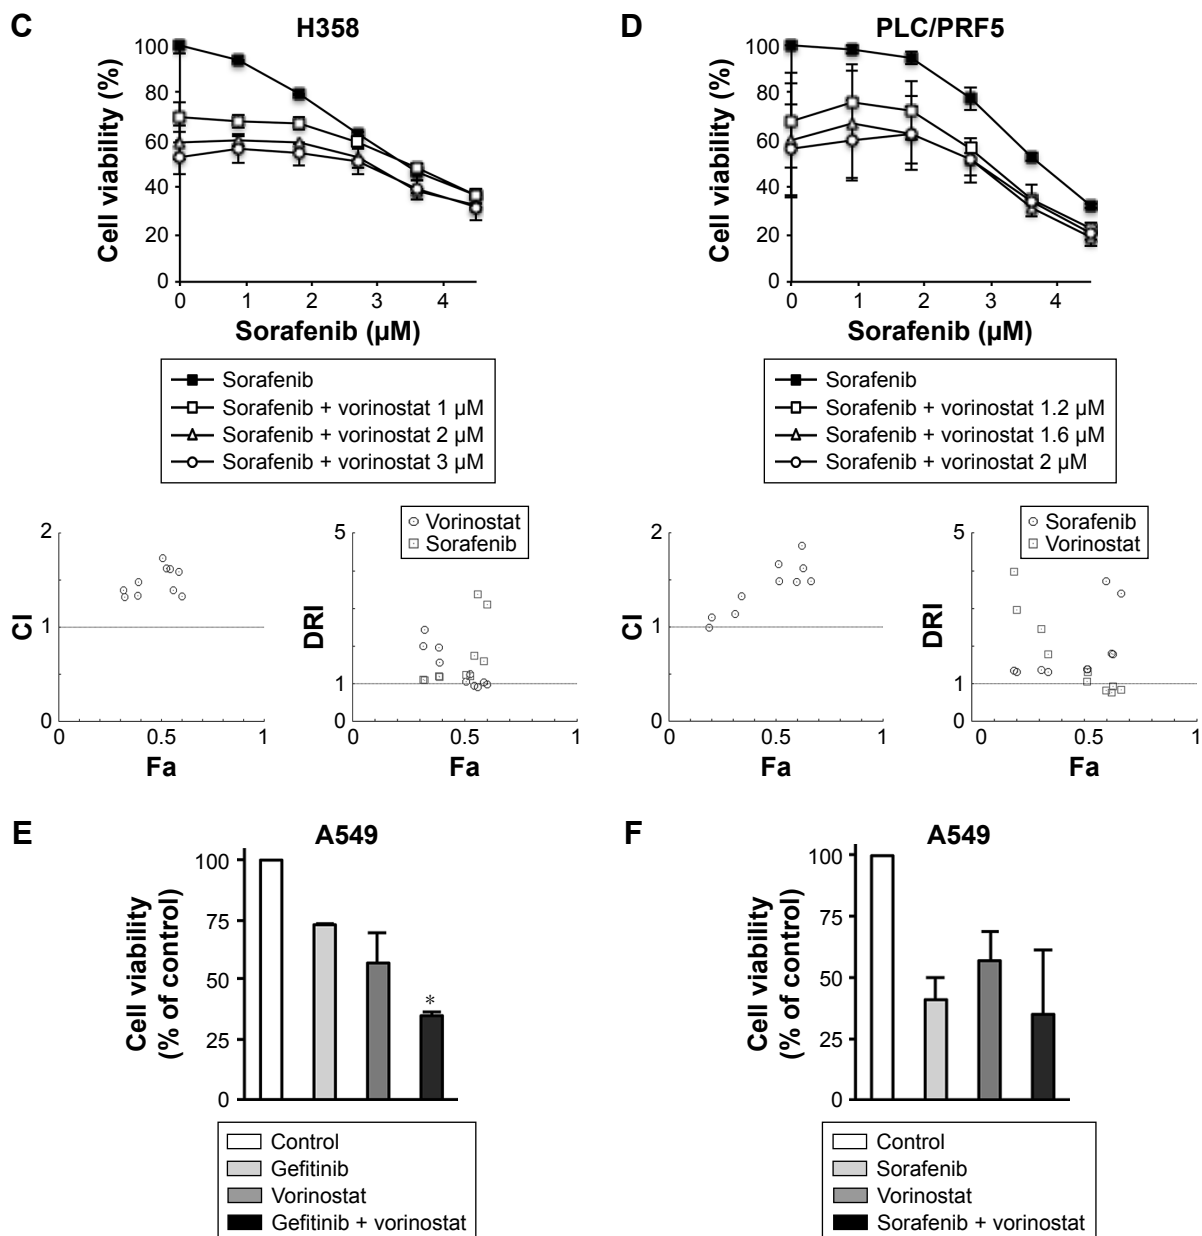 C
H358
Cell viability (%)
100
80
60
40
20
0
0 1 2 3 4
Sorafenib (µM)
Sorafenib
Sorafenib + vorinostat 1 µM
Sorafenib + vorinostat 2 µM
Sorafenib + vorinostat 3 µM
CI
2
1
0
0 0.5 1
Fa
Vorinostat
Sorafenib
DRI
5
1
0
0 0.5 1
Fa
D
PLC/PRF5
Cell viability (%)
100
80
60
40
20
0
0 1 2 3 4
Sorafenib (µM)
Sorafenib
Sorafenib + vorinostat 1.2 µM
Sorafenib + vorinostat 1.6 µM
Sorafenib + vorinostat 2 µM
CI
2
1
0
0 0.5 1
Fa
Sorafenib
Vorinostat
DRI
5
1
0
0 0.5 1
Fa
E
A549
Cell viability
(% of control)
100
75
50
25
0
*
Control
Gefitinib
Vorinostat
Gefitinib + vorinostat
F
A549
Cell viability
(% of control)
100
75
50
25
0
Control
Sorafenib
Vorinostat
Sorafenib + vorinostat